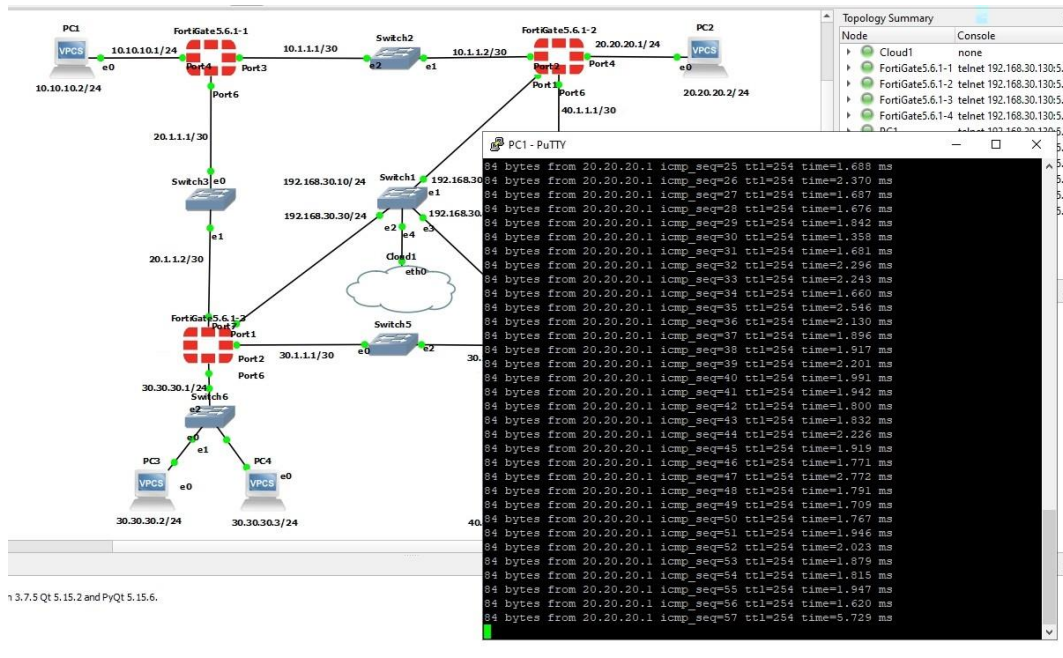 PC1
VPCS
e0
10.10.10.1/24
10.10.10.2/24
FortiGate5.6.1-1
Port4
Port3
Port6
10.1.1.1/30
Switch2
e2
e1
10.1.1.2/30
FortiGate5.6.1-2
20.20.20.1/24
Port2
Port4
Port1
Port6
PC2
VPCS
e0
20.20.20.2/24
40.1.1.1/30
20.1.1.1/30
Switch3
e0
e1
20.1.1.2/30
192.168.30.10/24
Switch1
192.168.30
e1
192.168.30.30/24
192.168.30.
e2
e4
e3
Cloud1
eth0
Port1
Port2
30.1.1.1/30
Switch5
e0
e2
30.
Port6
30.30.30.1/24
Switch6
e2
e0
e1
PC3
VPCS
e0
PC4
VPCS
e0
30.30.30.2/24
30.30.30.3/24
40.
n 3.7.5 Qt 5.15.2 and PyQt 5.15.6.
Topology Summary
Node Console
Cloud1 none
FortiGate5.6.1-1 telnet 192.168.30.130:5.
FortiGate5.6.1-2 telnet 192.168.30.130:5.
FortiGate5.6.1-3 telnet 192.168.30.130:5.
FortiGate5.6.1-4 telnet 192.168.30.130:5.
PC1 - PuTTY
84 bytes from 20.20.20.1 icmp_seq=25 ttl=254 time=1.688 ms
84 bytes from 20.20.20.1 icmp_seq=26 ttl=254 time=2.370 ms
84 bytes from 20.20.20.1 icmp_seq=27 ttl=254 time=1.687 ms
84 bytes from 20.20.20.1 icmp_seq=28 ttl=254 time=1.676 ms
84 bytes from 20.20.20.1 icmp_seq=29 ttl=254 time=1.842 ms
84 bytes from 20.20.20.1 icmp_seq=30 ttl=254 time=1.358 ms
84 bytes from 20.20.20.1 icmp_seq=31 ttl=254 time=1.681 ms
84 bytes from 20.20.20.1 icmp_seq=32 ttl=254 time=2.296 ms
84 bytes from 20.20.20.1 icmp_seq=33 ttl=254 time=2.243 ms
84 bytes from 20.20.20.1 icmp_seq=34 ttl=254 time=1.660 ms
84 bytes from 20.20.20.1 icmp_seq=35 ttl=254 time=2.546 ms
84 bytes from 20.20.20.1 icmp_seq=36 ttl=254 time=2.130 ms
84 bytes from 20.20.20.1 icmp_seq=37 ttl=254 time=1.896 ms
84 bytes from 20.20.20.1 icmp_seq=38 ttl=254 time=1.917 ms
84 bytes from 20.20.20.1 icmp_seq=39 ttl=254 time=2.201 ms
84 bytes from 20.20.20.1 icmp_seq=40 ttl=254 time=1.991 ms
84 bytes from 20.20.20.1 icmp_seq=41 ttl=254 time=1.942 ms
84 bytes from 20.20.20.1 icmp_seq=42 ttl=254 time=1.800 ms
84 bytes from 20.20.20.1 icmp_seq=43 ttl=254 time=1.832 ms
84 bytes from 20.20.20.1 icmp_seq=44 ttl=254 time=2.226 ms
84 bytes from 20.20.20.1 icmp_seq=45 ttl=254 time=1.919 ms
84 bytes from 20.20.20.1 icmp_seq=46 ttl=254 time=1.771 ms
84 bytes from 20.20.20.1 icmp_seq=47 ttl=254 time=2.772 ms
84 bytes from 20.20.20.1 icmp_seq=48 ttl=254 time=1.791 ms
84 bytes from 20.20.20.1 icmp_seq=49 ttl=254 time=1.709 ms
84 bytes from 20.20.20.1 icmp_seq=50 ttl=254 time=1.767 ms
84 bytes from 20.20.20.1 icmp_seq=51 ttl=254 time=1.946 ms
84 bytes from 20.20.20.1 icmp_seq=52 ttl=254 time=2.023 ms
84 bytes from 20.20.20.1 icmp_seq=53 ttl=254 time=1.879 ms
84 bytes from 20.20.20.1 icmp_seq=54 ttl=254 time=1.815 ms
84 bytes from 20.20.20.1 icmp_seq=55 ttl=254 time=1.947 ms
84 bytes from 20.20.20.1 icmp_seq=56 ttl=254 time=1.620 ms
84 bytes from 20.20.20.1 icmp_seq=57 ttl=254 time=5.729 ms